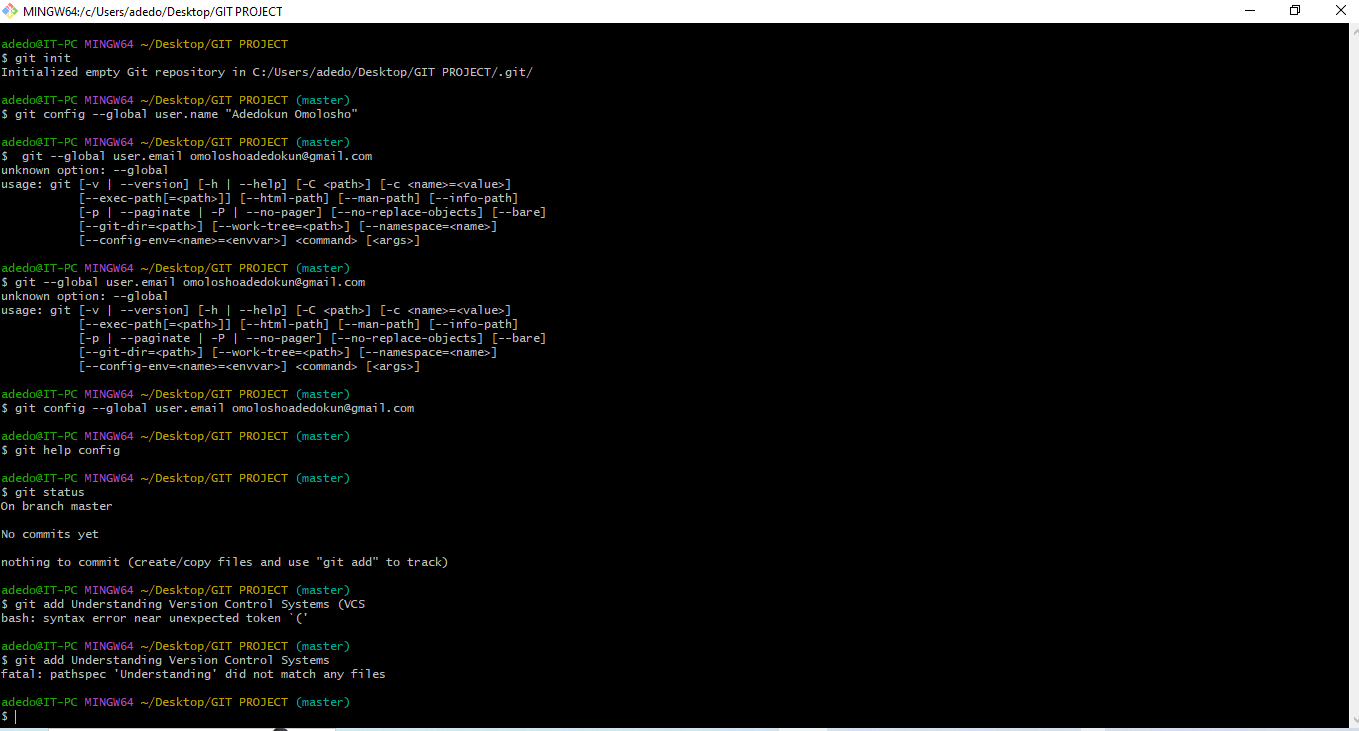 MINGW64:/c/Users/adedo/Desktop/GIT PROJECT
adedo@IT-PC MINGW64 ~/Desktop/GIT PROJECT
$ git init
Initialized empty Git repository in C:/Users/adedo/Desktop/GIT PROJECT/.git/
adedo@IT-PC MINGW64 ~/Desktop/GIT PROJECT (master)
$ git config --global user.name "Adedokun Omolosho"
adedo@IT-PC MINGW64 ~/Desktop/GIT PROJECT (master)
$  git --global user.email omoloshoadedokun@gmail.com
unknown option: --global
usage: git [-v | --version] [-h | --help] [-C <path>] [-c <name>=<value>]
           [--exec-path[=<path>]] [--html-path] [--man-path] [--info-path]
           [-p | --paginate | -P | --no-pager] [--no-replace-objects] [--bare]
           [--git-dir=<path>] [--work-tree=<path>] [--namespace=<name>]
           [--config-env=<name>=<envvar>] <command> [<args>]
adedo@IT-PC MINGW64 ~/Desktop/GIT PROJECT (master)
$ git --global user.email omoloshoadedokun@gmail.com
unknown option: --global
usage: git [-v | --version] [-h | --help] [-C <path>] [-c <name>=<value>]
           [--exec-path[=<path>]] [--html-path] [--man-path] [--info-path]
           [-p | --paginate | -P | --no-pager] [--no-replace-objects] [--bare]
           [--git-dir=<path>] [--work-tree=<path>] [--namespace=<name>]
           [--config-env=<name>=<envvar>] <command> [<args>]
adedo@IT-PC MINGW64 ~/Desktop/GIT PROJECT (master)
$ git config --global user.email omoloshoadedokun@gmail.com
adedo@IT-PC MINGW64 ~/Desktop/GIT PROJECT (master)
$ git help config
adedo@IT-PC MINGW64 ~/Desktop/GIT PROJECT (master)
$ git status
On branch master
No commits yet
nothing to commit (create/copy files and use "git add" to track)
adedo@IT-PC MINGW64 ~/Desktop/GIT PROJECT (master)
$ git add Understanding Version Control Systems (VCS
bash: syntax error near unexpected token `('
adedo@IT-PC MINGW64 ~/Desktop/GIT PROJECT (master)
$ git add Understanding Version Control Systems
fatal: pathspec 'Understanding' did not match any files
adedo@IT-PC MINGW64 ~/Desktop/GIT PROJECT (master)
$